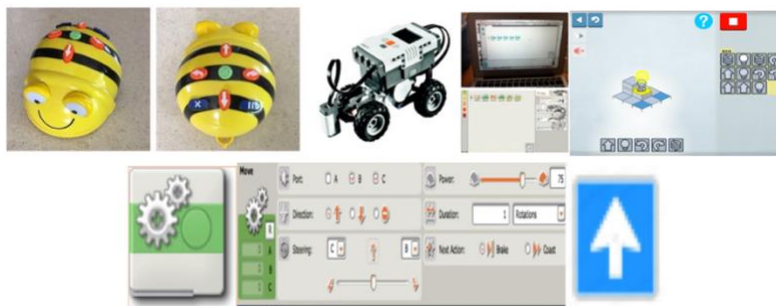 ?
Move
Port:
A
B
C
Power:
75
Direction:
Duration:
1
Rotations
Steering:
C
B
Next Action:
Brake
Coast
A
B
C